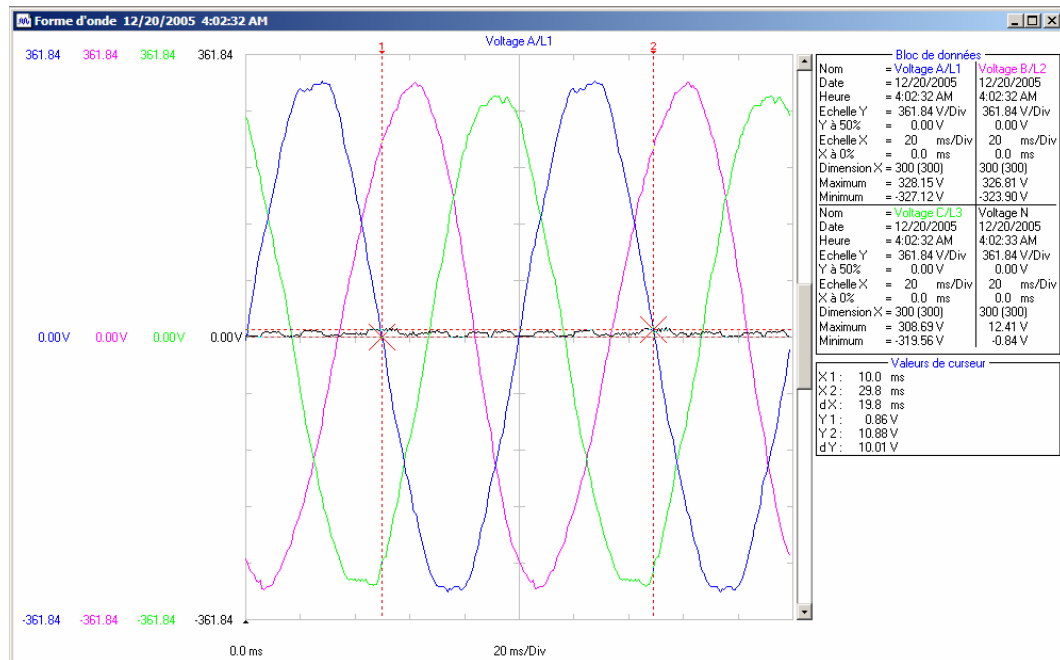 Forme d'onde 12/20/2005 4:02:32 AM
Voltage A/L1
361.84 361.84 361.84 361.84
1 2
0.00V 0.00V 0.00V 0.00V
-361.84 -361.84 -361.84 -361.84
0.0 ms 20 ms/Div
Bloc de données
Nom = Voltage A/L1 Voltage B/L2
Date = 12/20/2005 12/20/2005
Heure = 4:02:32 AM 4:02:32 AM
Echelle Y = 361.84 V/Div 361.84 V/Div
Y à 50% = 0.00 V 0.00 V
Echelle X = 20 ms/Div 20 ms/Div
X à 0% = 0.0 ms 0.0 ms
Dimension X = 300 (300) 300 (300)
Maximum = 328.15 V 326.81 V
Minimum = -327.12 V -323.90 V
Nom = Voltage C/L3 Voltage N
Date = 12/20/2005 12/20/2005
Heure = 4:02:32 AM 4:02:33 AM
Echelle Y = 361.84 V/Div 361.84 V/Div
Y à 50% = 0.00 V 0.00 V
Echelle X = 20 ms/Div 20 ms/Div
X à 0% = 0.0 ms 0.0 ms
Dimension X = 300 (300) 300 (300)
Maximum = 308.69 V 12.41 V
Minimum = -319.56 V -0.84 V
Valeurs de curseur
X 1 : 10.0 ms
X 2 : 29.8 ms
dX : 19.8 ms
Y 1 : 0.86 V
Y 2 : 10.88 V
dY : 10.01 V